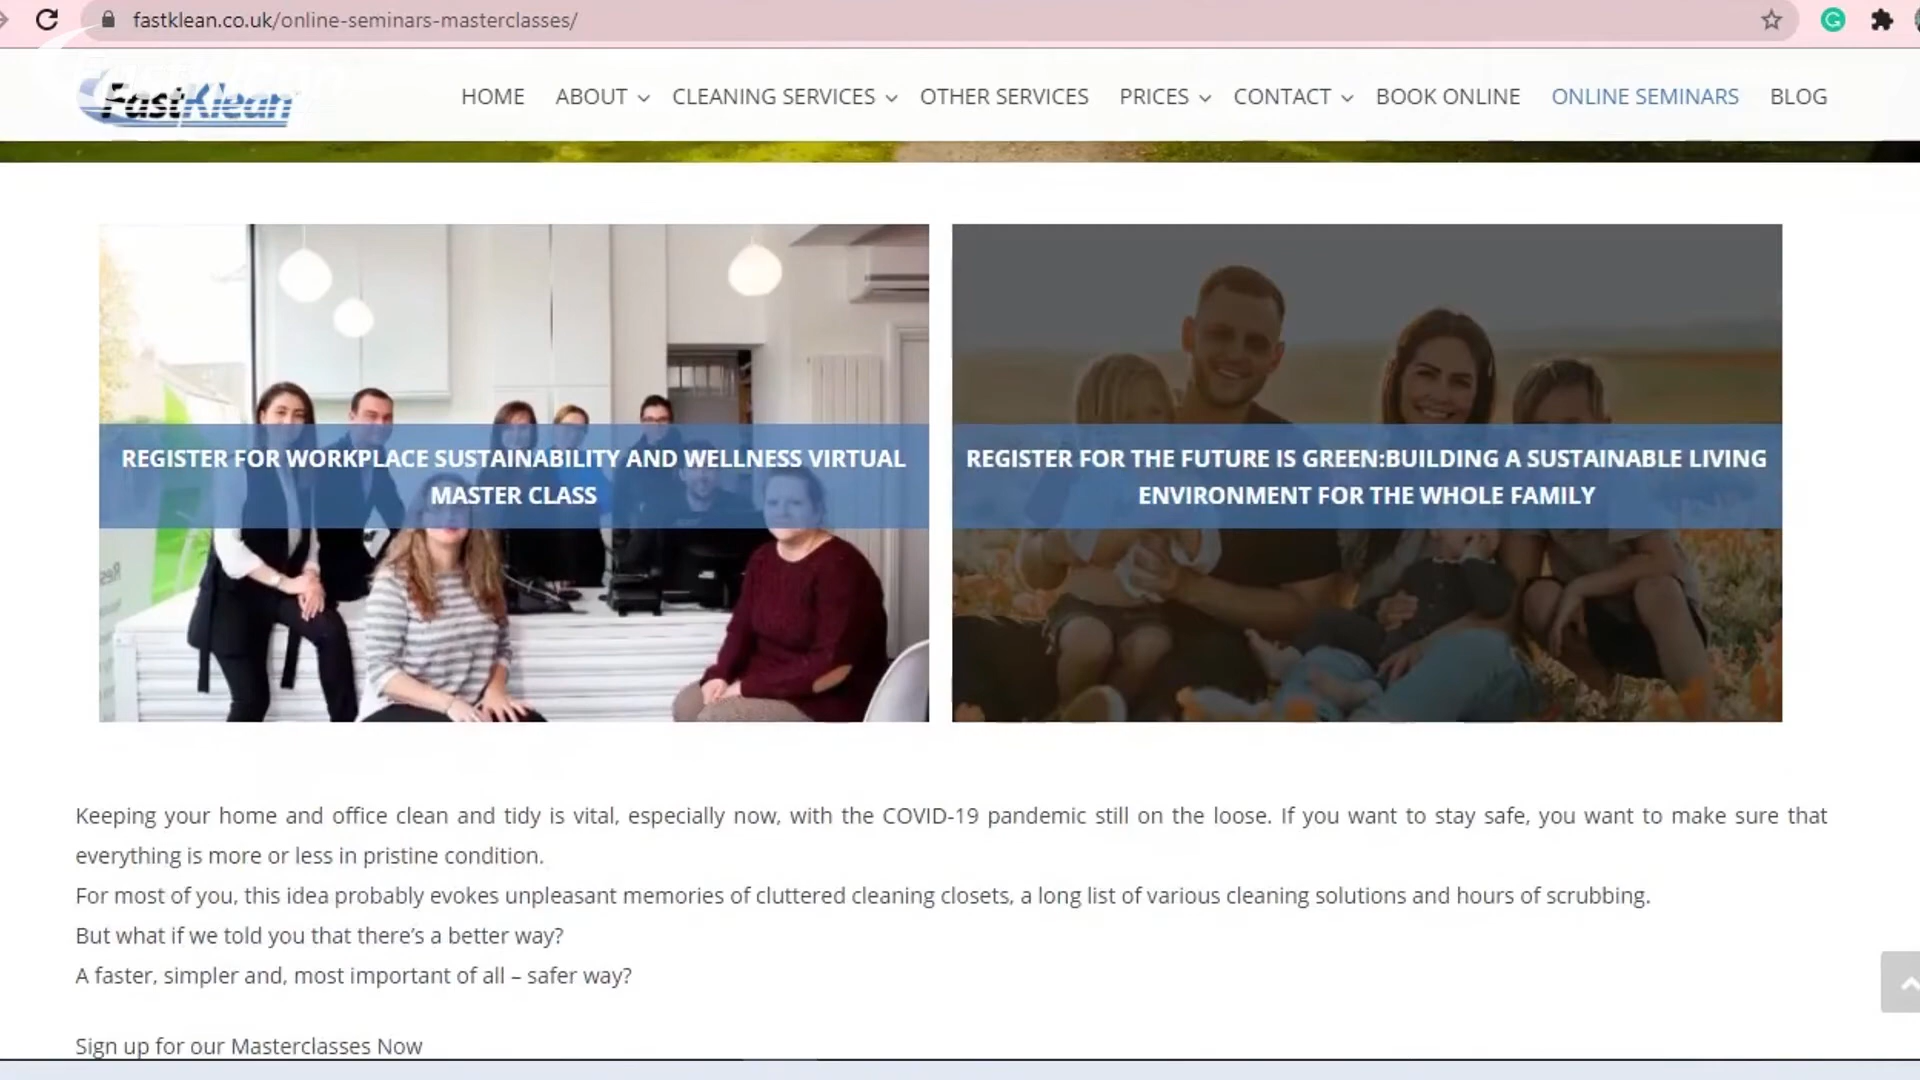 fastklean.co.uk/online-seminars-masterclasses/
FastKlean
HOME ABOUT CLEANING SERVICES OTHER SERVICES PRICES CONTACT BOOK ONLINE ONLINE SEMINARS BLOG
REGISTER FOR WORKPLACE SUSTAINABILITY AND WELLNESS VIRTUAL
MASTER CLASS
REGISTER FOR THE FUTURE IS GREEN:BUILDING A SUSTAINABLE LIVING
ENVIRONMENT FOR THE WHOLE FAMILY
Keeping your home and office clean and tidy is vital, especially now, with the COVID-19 pandemic still on the loose. If you want to stay safe, you want to make sure that
everything is more or less in pristine condition.
For most of you, this idea probably evokes unpleasant memories of cluttered cleaning closets, a long list of various cleaning solutions and hours of scrubbing.
But what if we told you that there’s a better way?
A faster, simpler and, most important of all – safer way?
Sign up for our Masterclasses Now